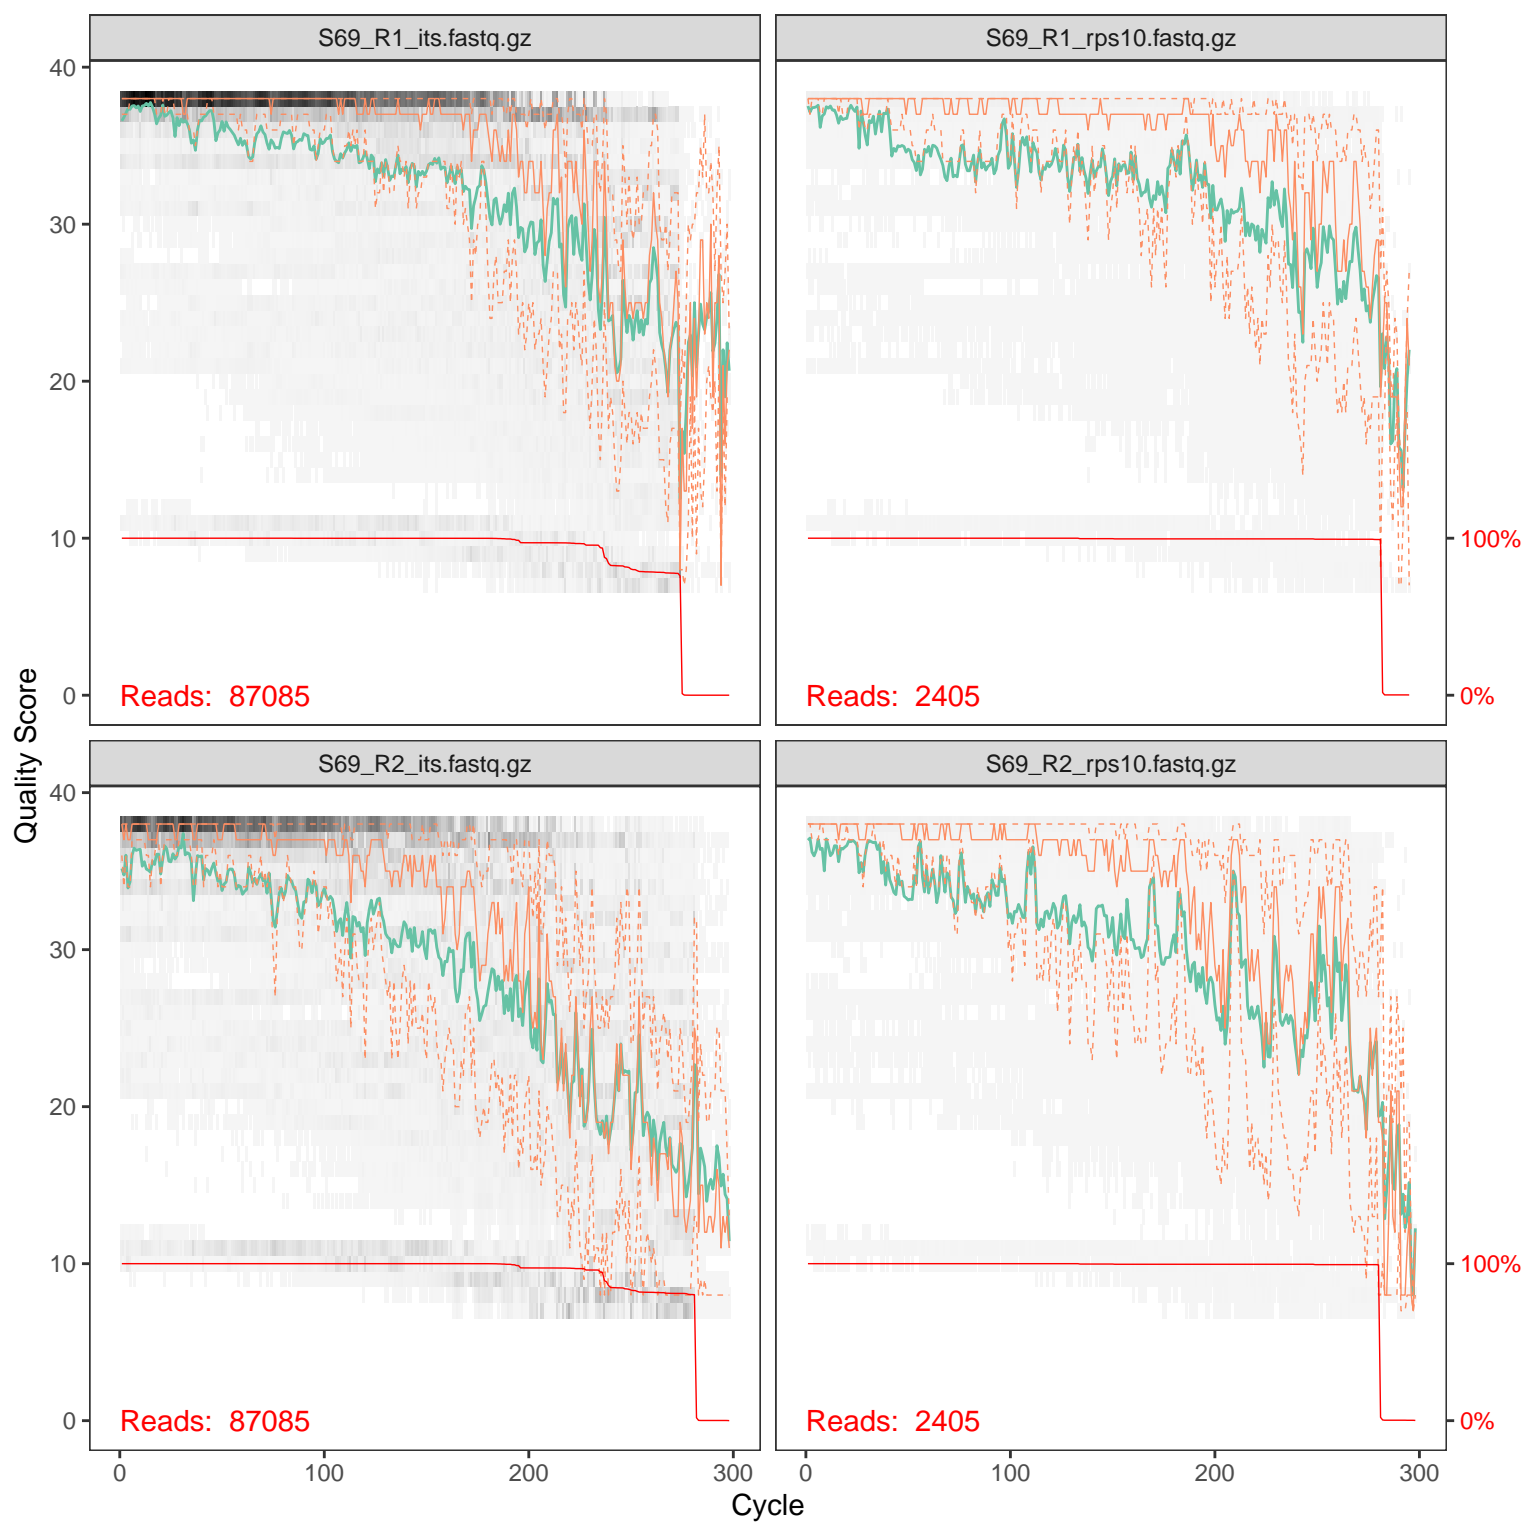 S69_R1_its.fastq.gz
S69_R1_rps10.fastq.gz
40
30
20
10
0
100%
0%
Reads: 87085
Reads: 2405
Quality Score
S69_R2_its.fastq.gz
S69_R2_rps10.fastq.gz
40
30
20
10
0
100%
0%
Reads: 87085
Reads: 2405
0 100 200 300
0 100 200 300
Cycle